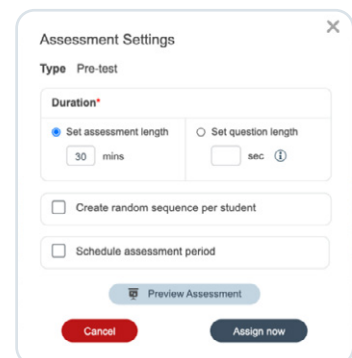 Assessment Settings
Type Pre-test
Duration*
Set assessment length
30 mins
Set question length
sec
Create random sequence per student
Schedule assessment period
Preview Assessment
Cancel
Assign now